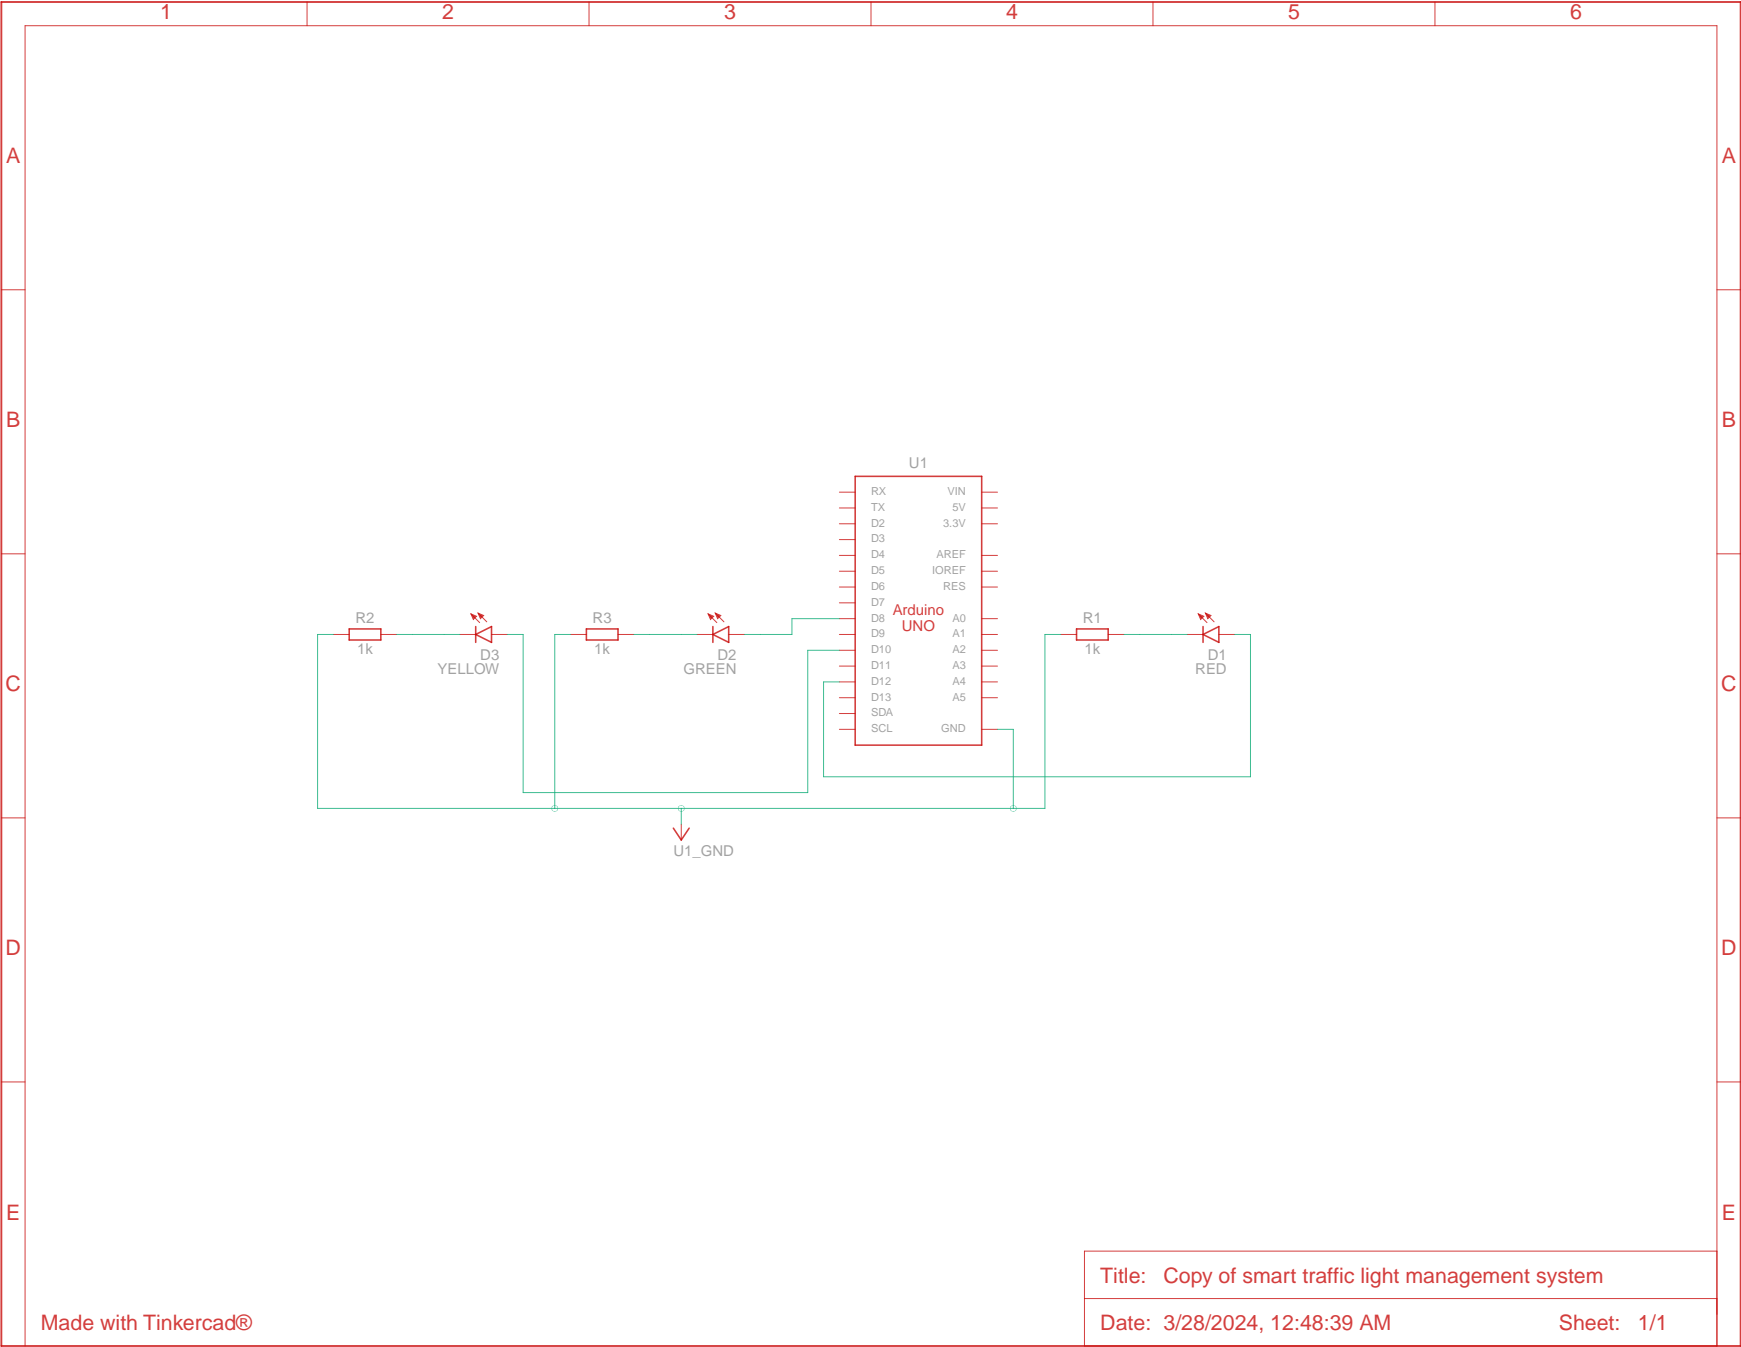 1 2 3 4 5 6
A A
B B
U1
RX VIN
TX 5V
D2 3.3V
D3
D4 AREF
D5 IOREF
D6 RES
D7
Arduino
UNO
D8 A0
D9 A1
D10 A2
D11 A3
D12 A4
D13 A5
SDA
SCL GND
R2
1k
D3
YELLOW
R3
1k
D2
GREEN
R1
1k
D1
RED
C C
U1_GND
D D
E E
Title: Copy of smart traffic light management system
Date: 3/28/2024, 12:48:39 AM Sheet: 1/1
Made with Tinkercad®